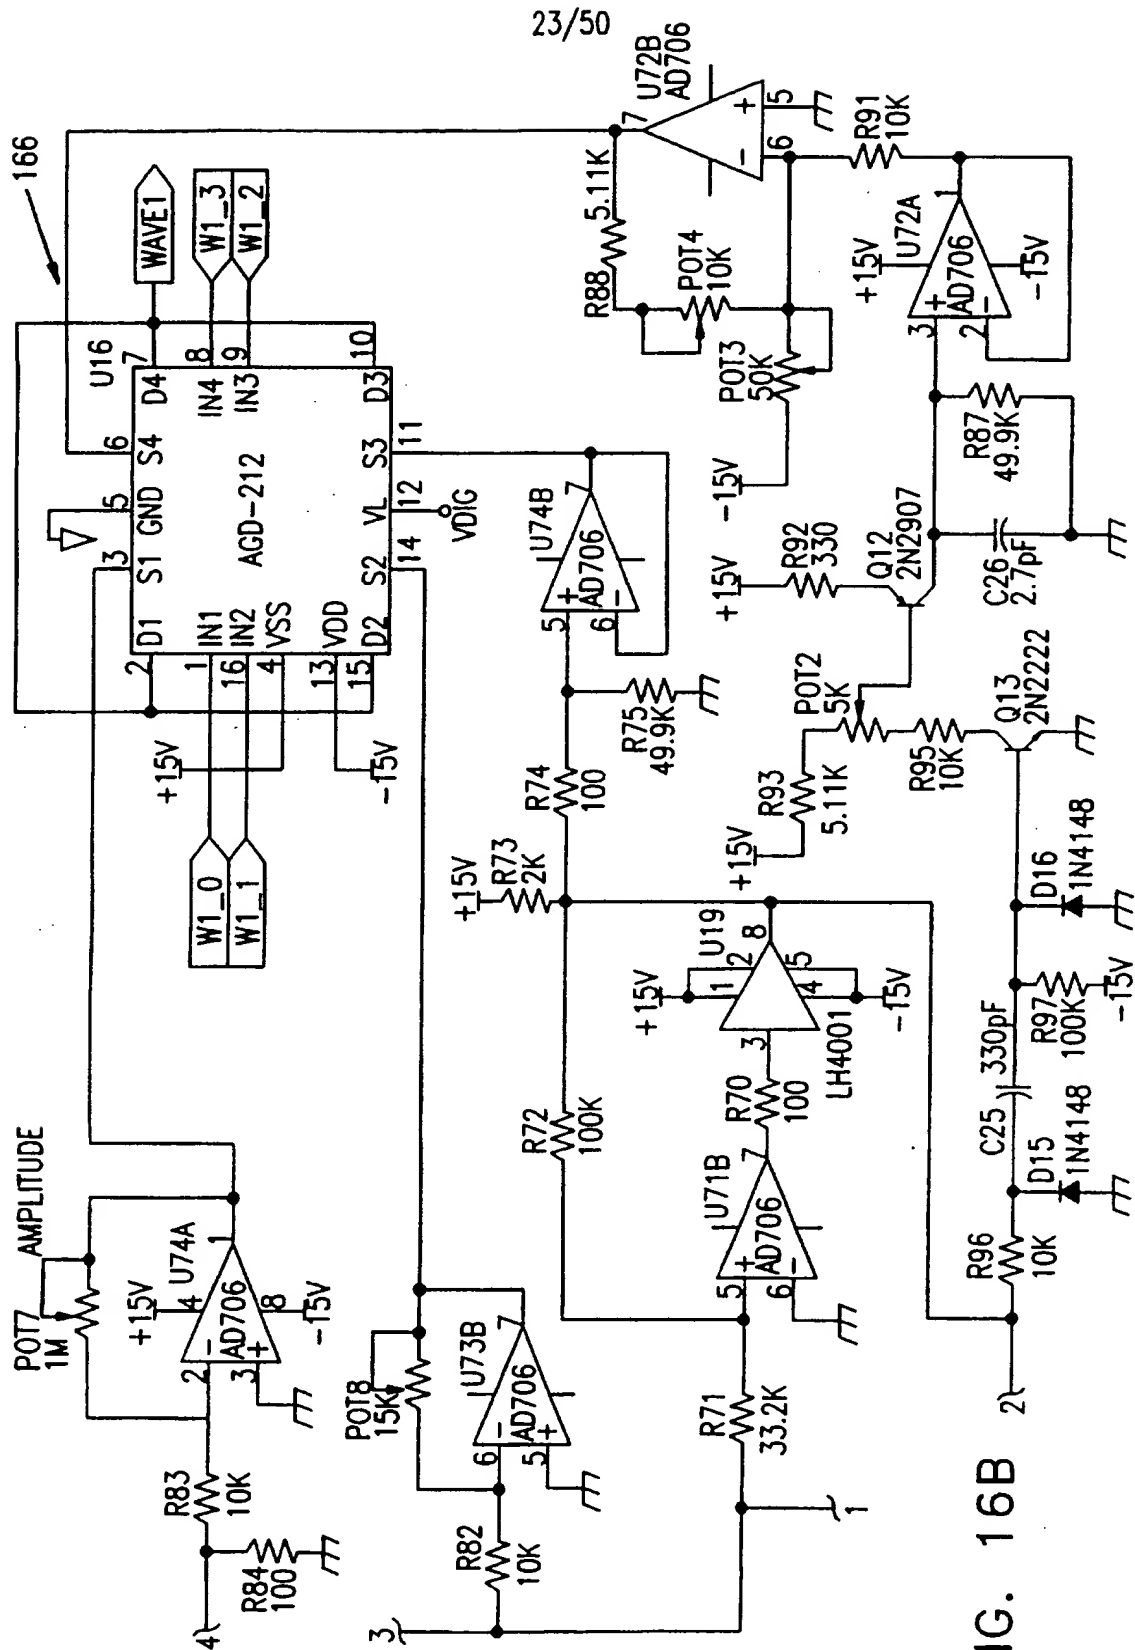 23/50
166
WAVE1
W1_3
W1_2
U16
7
8
9
10
D4
IN4
IN3
D3
6
S4
5
GND
3
S1
AGD-212
S3
11
VL
12
VDIG
S2
14
D1
IN1
IN2
VSS
VDD
D2
2
1
16
4
13
15
+15V
-15V
W1_0
W1_1
AMPLITUDE
POT7
1M
+15V
4
U74A
2
AD706
1
3
8
-15V
R83
10K
R84
100
4
POT8
15K
U73B
6
AD706
7
5
R82
10K
3
U74B
5
AD706
7
6
R74
100
R75
49.9K
+15V
R73
2K
R72
100K
U19
+15V
1
2
8
3
4
5
-15V
LH4001
R70
100
U71B
5
AD706
7
6
R71
33.2K
1
U72B
AD706
7
5
6
R88
5.11K
POT4
10K
POT3
50K
-15V
R91
10K
+15V
U72A
3
AD706
1
2
-15V
R87
49.9K
C26
2.7pF
+15V
R92
330
Q12
2N2907
POT2
5K
R93
5.11K
+15V
R95
10K
Q13
2N2222
D16
1N4148
R97
100K
-15V
C25
330pF
D15
1N4148
R96
10K
2
IG. 16B